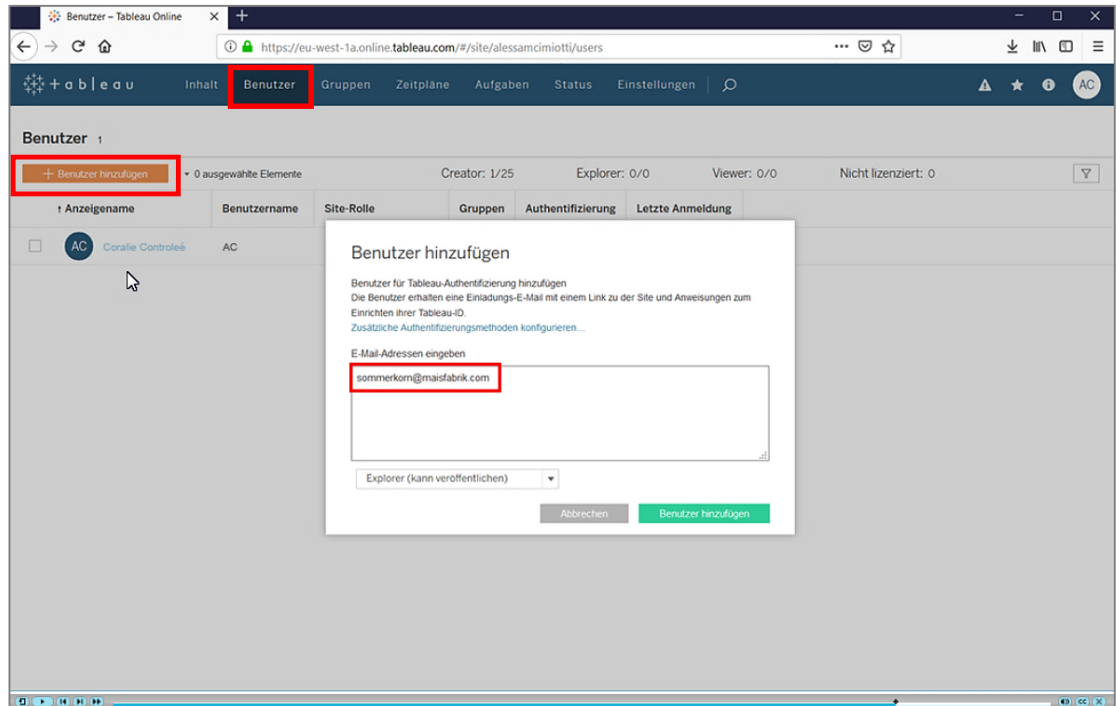 Benutzer – Tableau Online
https://eu-west-1a.online.tableau.com/#/site/alessamcimiotti/users
+ableau Inhalt Benutzer Gruppen Zeitpläne Aufgaben Status Einstellungen AC
Benutzer 1
+ Benutzer hinzufügen 0 ausgewählte Elemente Creator: 1/25 Explorer: 0/0 Viewer: 0/0 Nicht lizenziert: 0
↑ Anzeigename Benutzername Site-Rolle Gruppen Authentifizierung Letzte Anmeldung
AC Coralie Controleë AC
Benutzer hinzufügen
Benutzer für Tableau-Authentifizierung hinzufügen
Die Benutzer erhalten eine Einladungs-E-Mail mit einem Link zu der Site und Anweisungen zum
Einrichten ihrer Tableau-ID.
Zusätzliche Authentifizierungsmethoden konfigurieren...
E-Mail-Adressen eingeben
sommerkorn@maisfabrik.com
Explorer (kann veröffentlichen)
Abbrechen Benutzer hinzufügen
CC